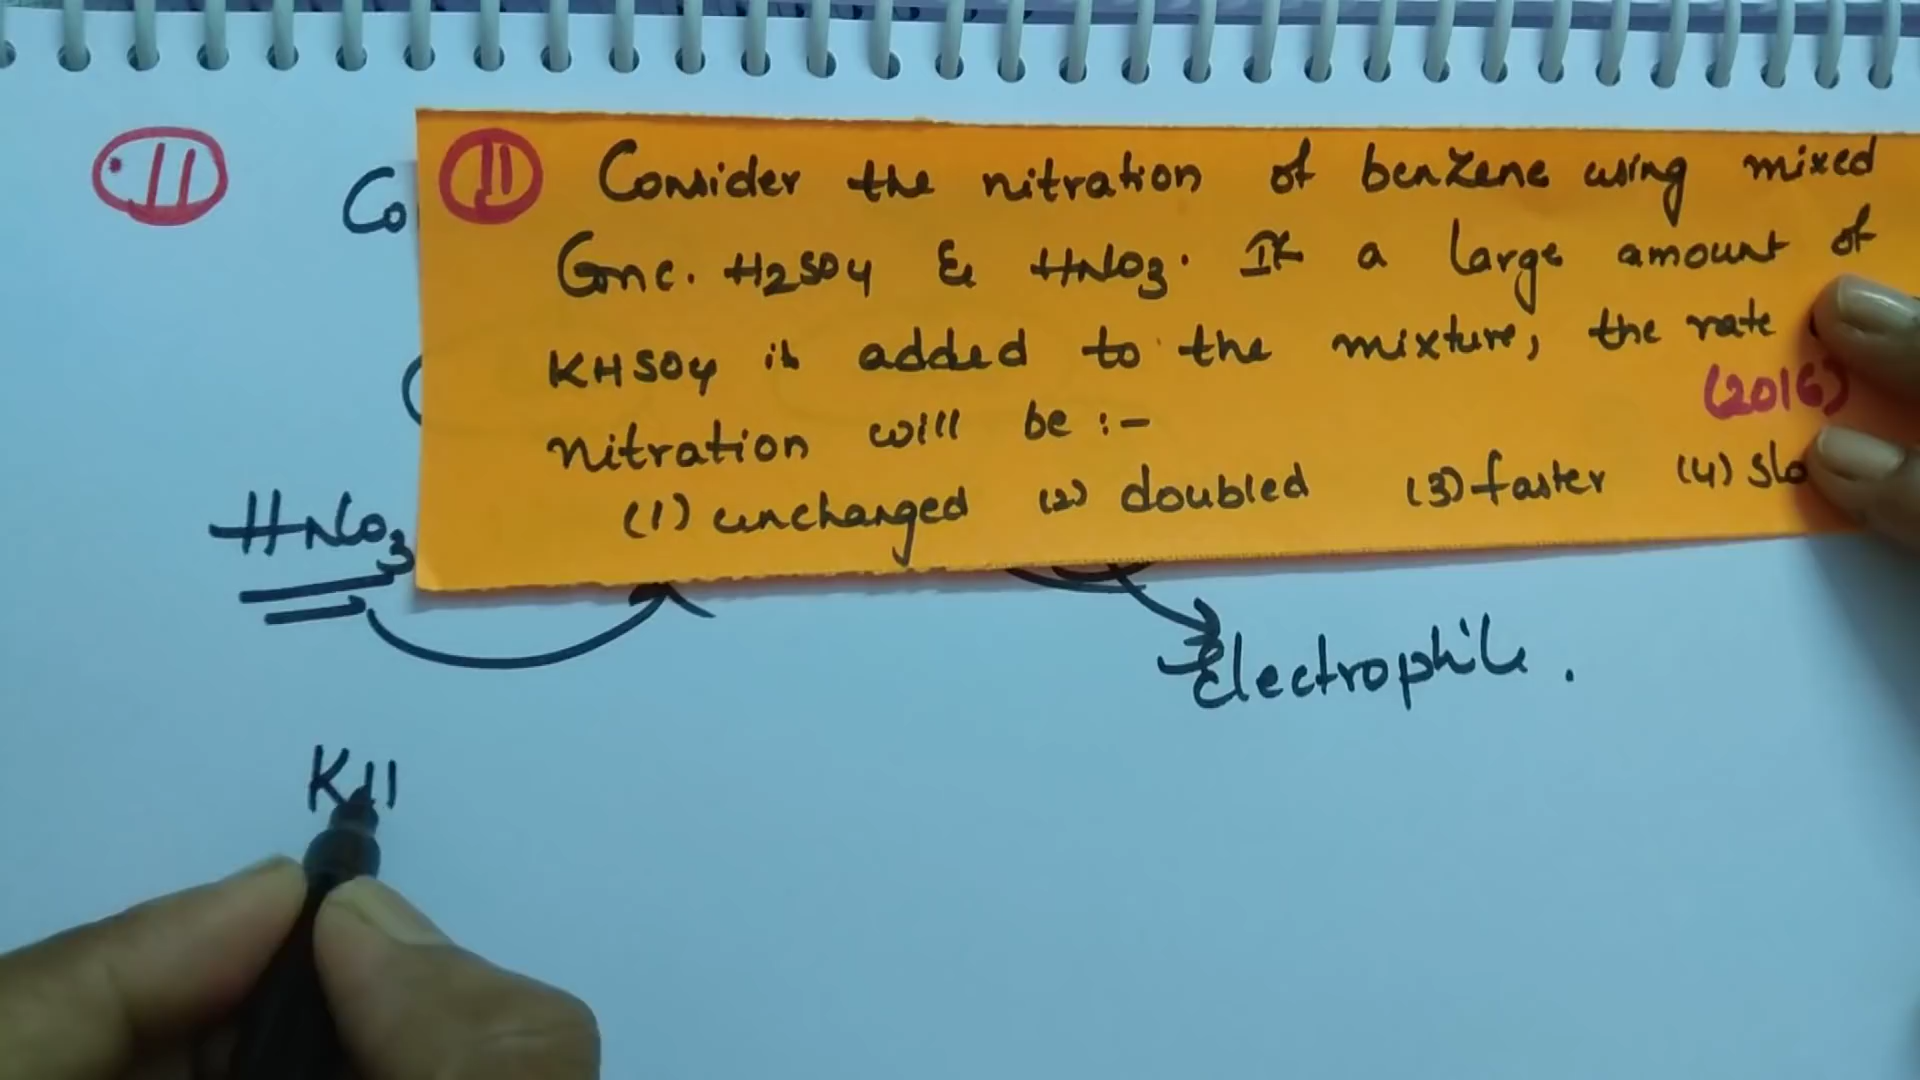 11
Co
11 Consider the nitration of benzene using mixed
Conc. H2SO4 & HNO3. If a large amount of
KHSO4 is added to the mixture, the rate
(2016)
nitration will be :-
(1) unchanged (2) doubled (3) faster (4) slo
HNO3
Electrophile.
KH